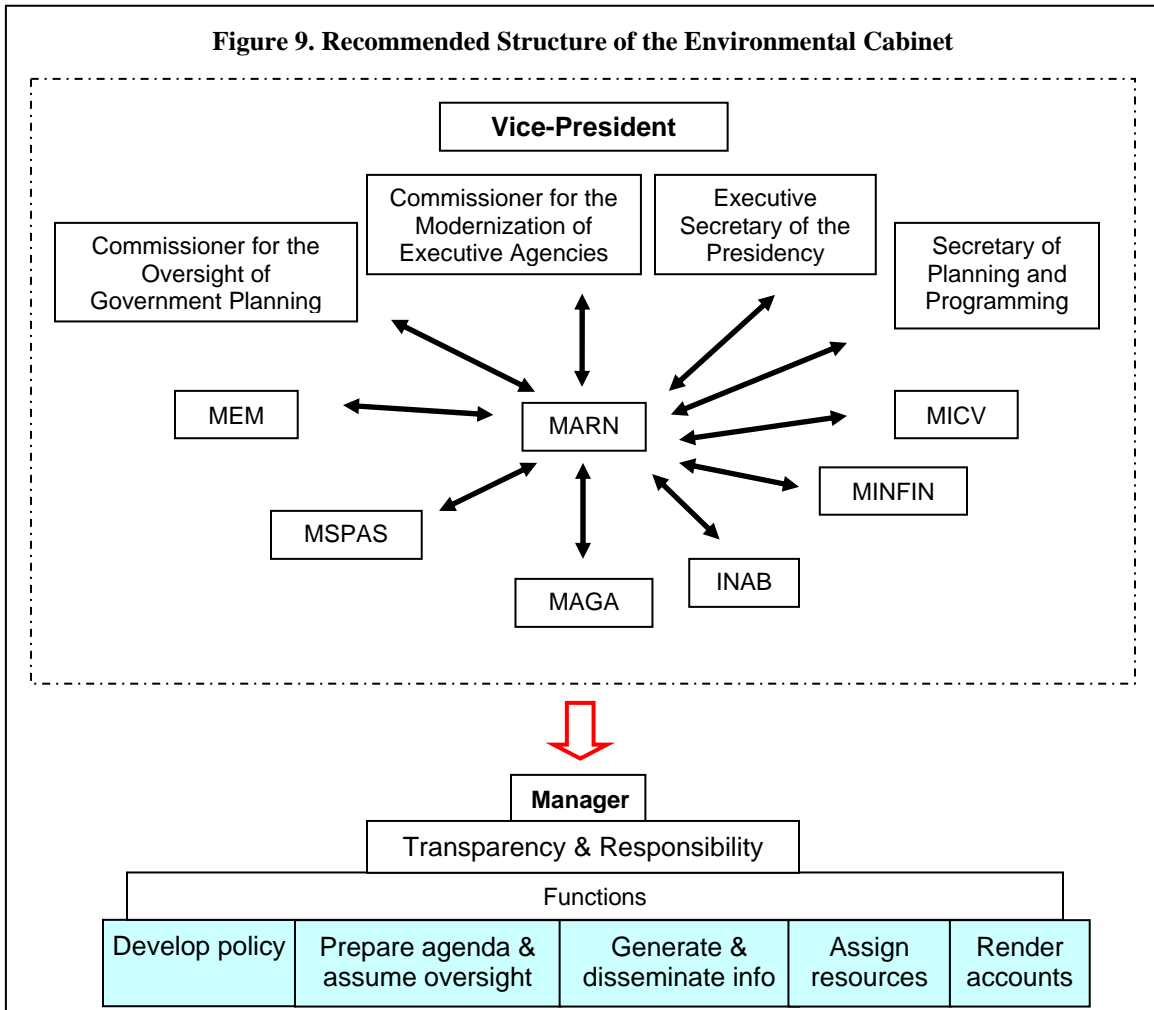 Figure 9. Recommended Structure of the Environmental Cabinet
Vice-President
Commissioner for the
Oversight of
Government Planning
Commissioner for the
Modernization of
Executive Agencies
Executive
Secretary of the
Presidency
Secretary of
Planning and
Programming
MEM
MARN
MICV
MINFIN
MSPAS
INAB
MAGA
Manager
Transparency & Responsibility
Functions
Develop policy
Prepare agenda &
assume oversight
Generate &
disseminate info
Assign
resources
Render
accounts